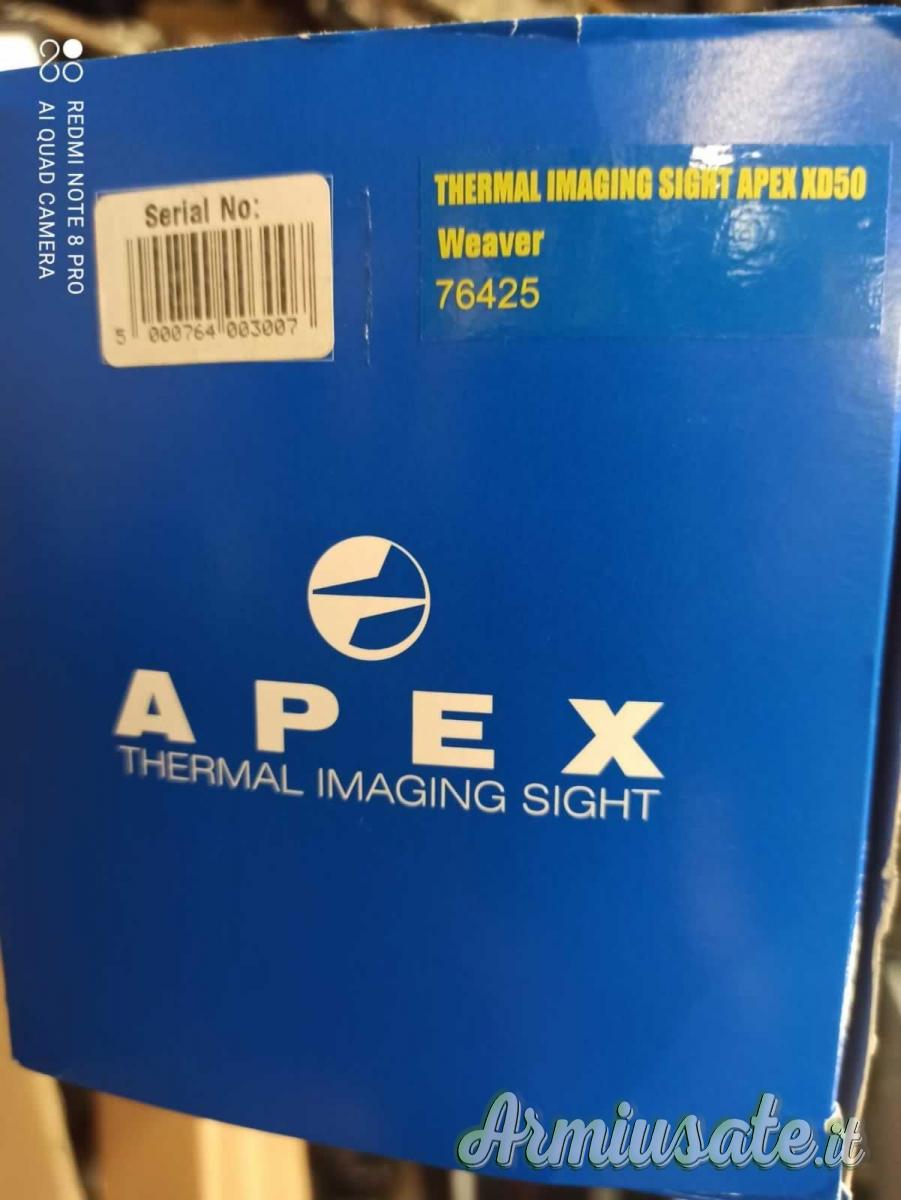 REDMI NOTE 8 PRO
AI QUAD CAMERA
Serial No:
5 000764 003007
THERMAL IMAGING SIGHT APEX XD50
Weaver
76425
APEX
THERMAL IMAGING SIGHT
Armiusate.it